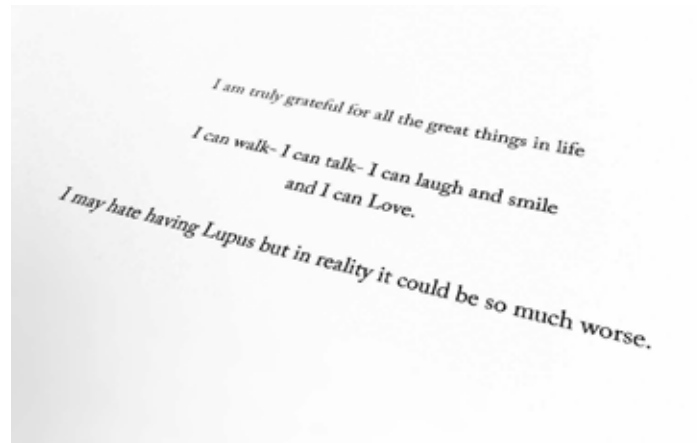 I am truly grateful for all the great things in life
I can walk- I can talk- I can laugh and smile
and I can Love.
I may hate having Lupus but in reality it could be so much worse.